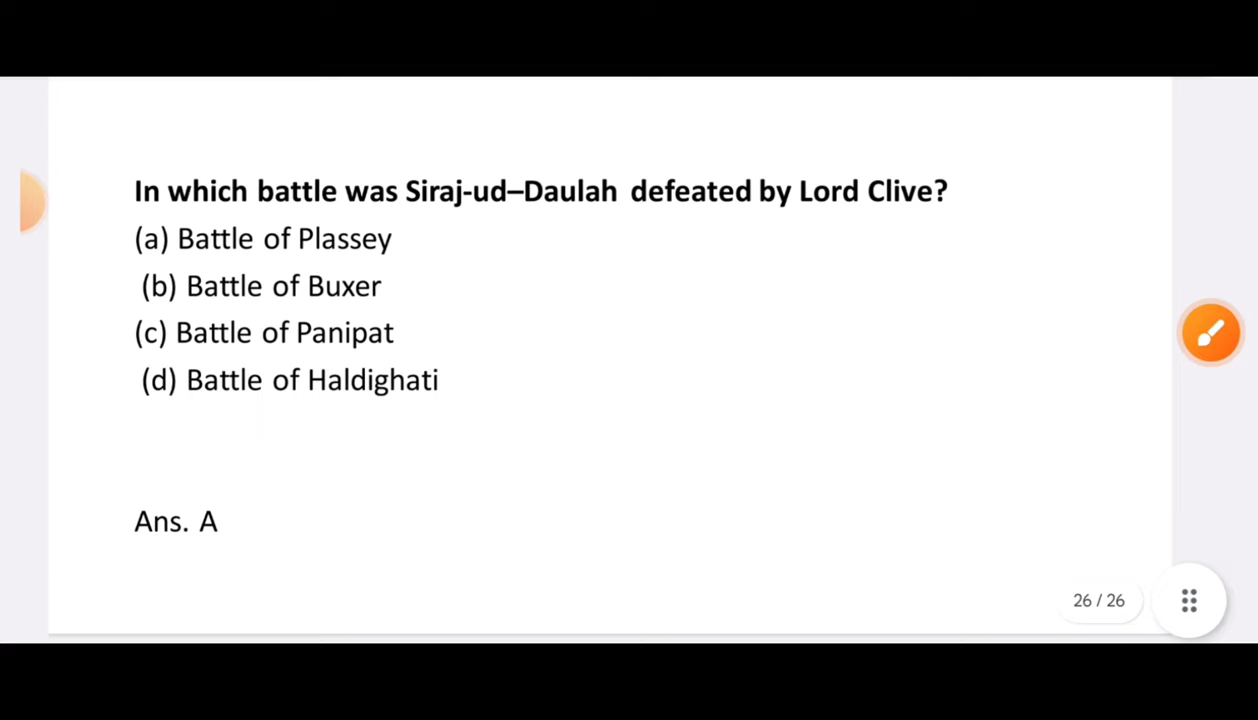 In which battle was Siraj-ud–Daulah defeated by Lord Clive?
(a) Battle of Plassey
(b) Battle of Buxer
(c) Battle of Panipat
(d) Battle of Haldighati
Ans. A
26 / 26